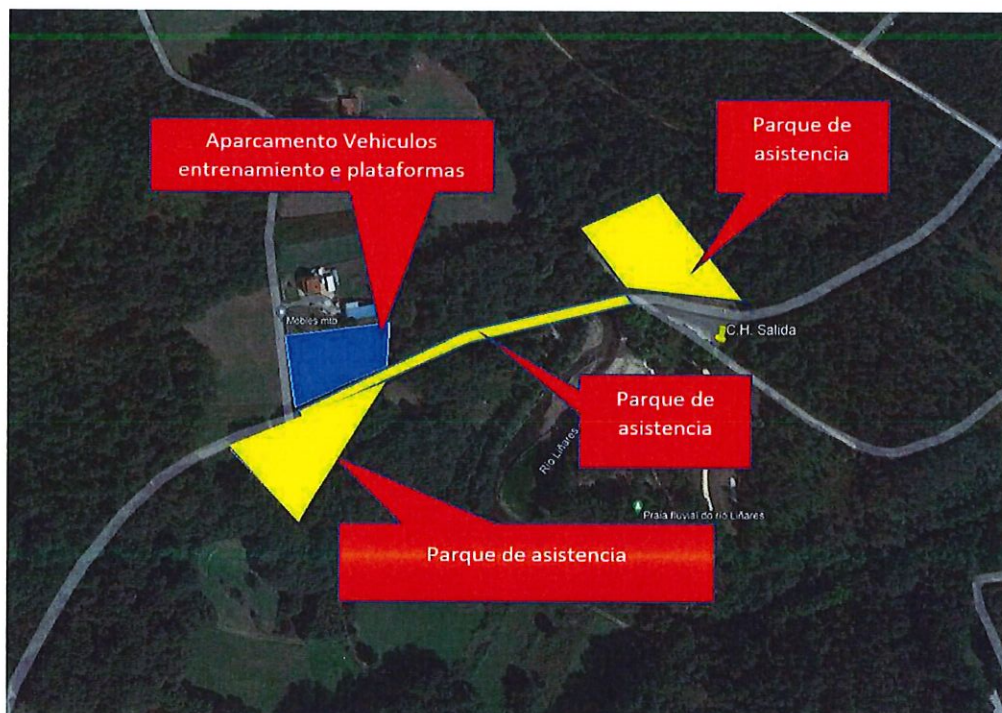 Aparcamento Vehiculos
entrenamiento e plataformas
Parque de
asistencia
Mobles mto
C.H. Salida
Parque de
asistencia
Río Liñares
Praia fluvial do río Liñares
Parque de asistencia